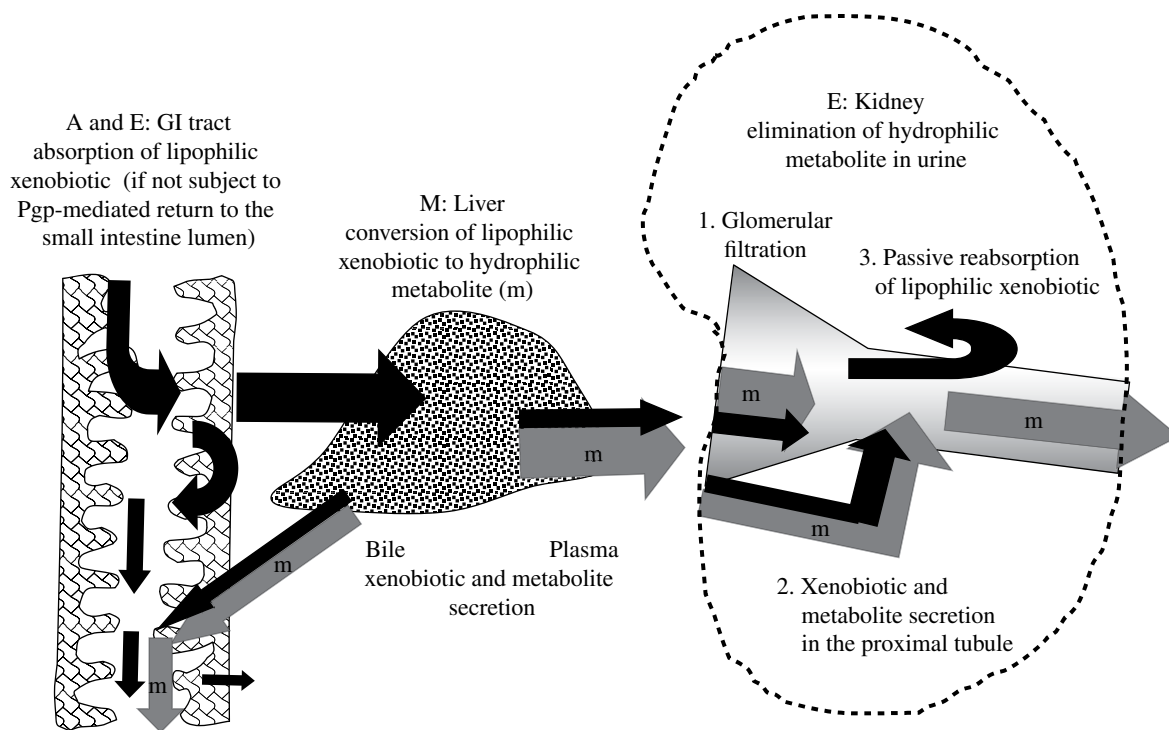 A and E: GI tract
absorption of lipophilic
xenobiotic (if not subject to
Pgp-mediated return to the
small intestine lumen)
M: Liver
conversion of lipophilic
xenobiotic to hydrophilic
metabolite (m)
E: Kidney
elimination of hydrophilic
metabolite in urine
1. Glomerular
filtration
3. Passive reabsorption
of lipophilic xenobiotic
m
m
m
m
m
m
Bile Plasma
xenobiotic and metabolite
secretion
2. Xenobiotic and
metabolite secretion
in the proximal tubule